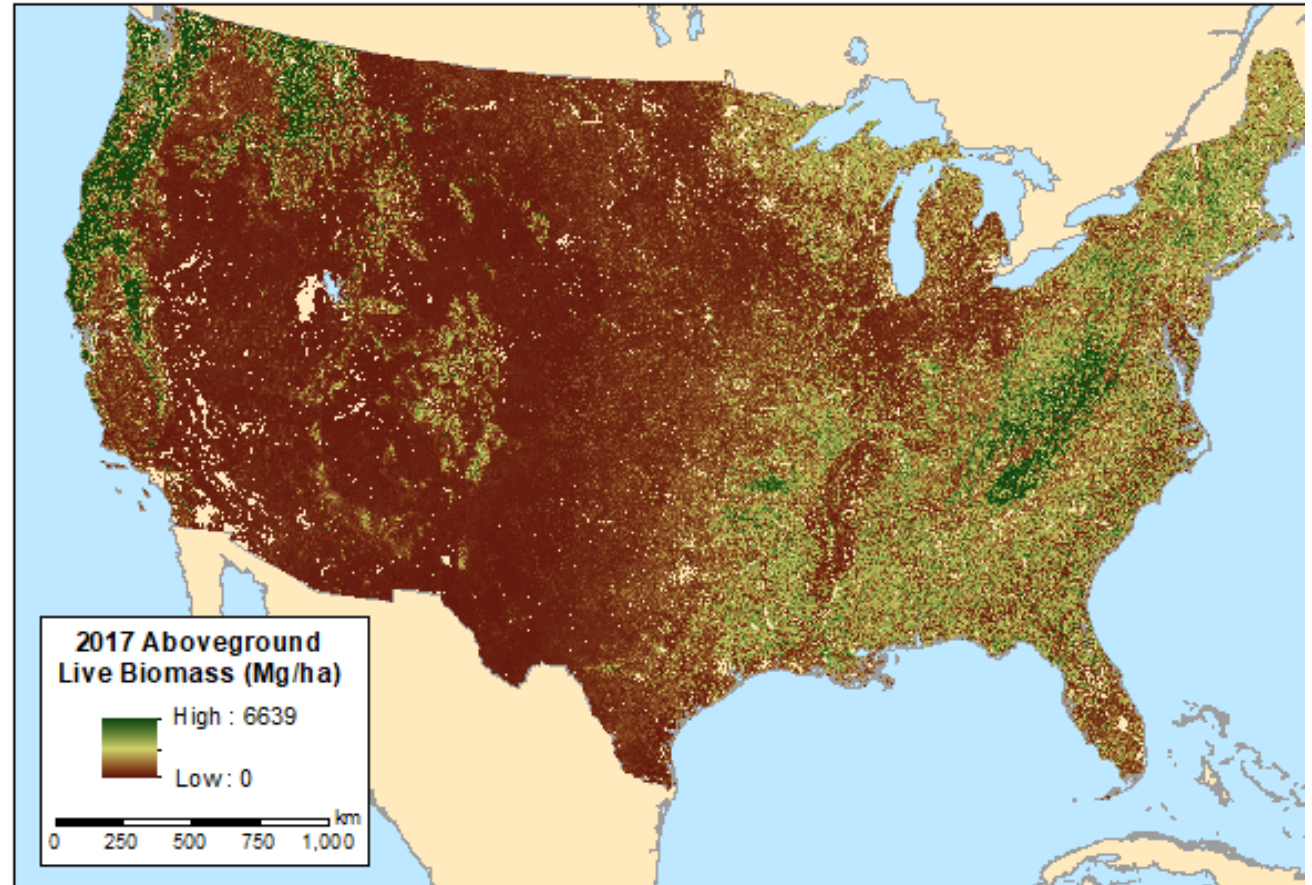 2017 Aboveground
Live Biomass (Mg/ha)
High : 6639
Low : 0
km
0 250 500 750 1,000